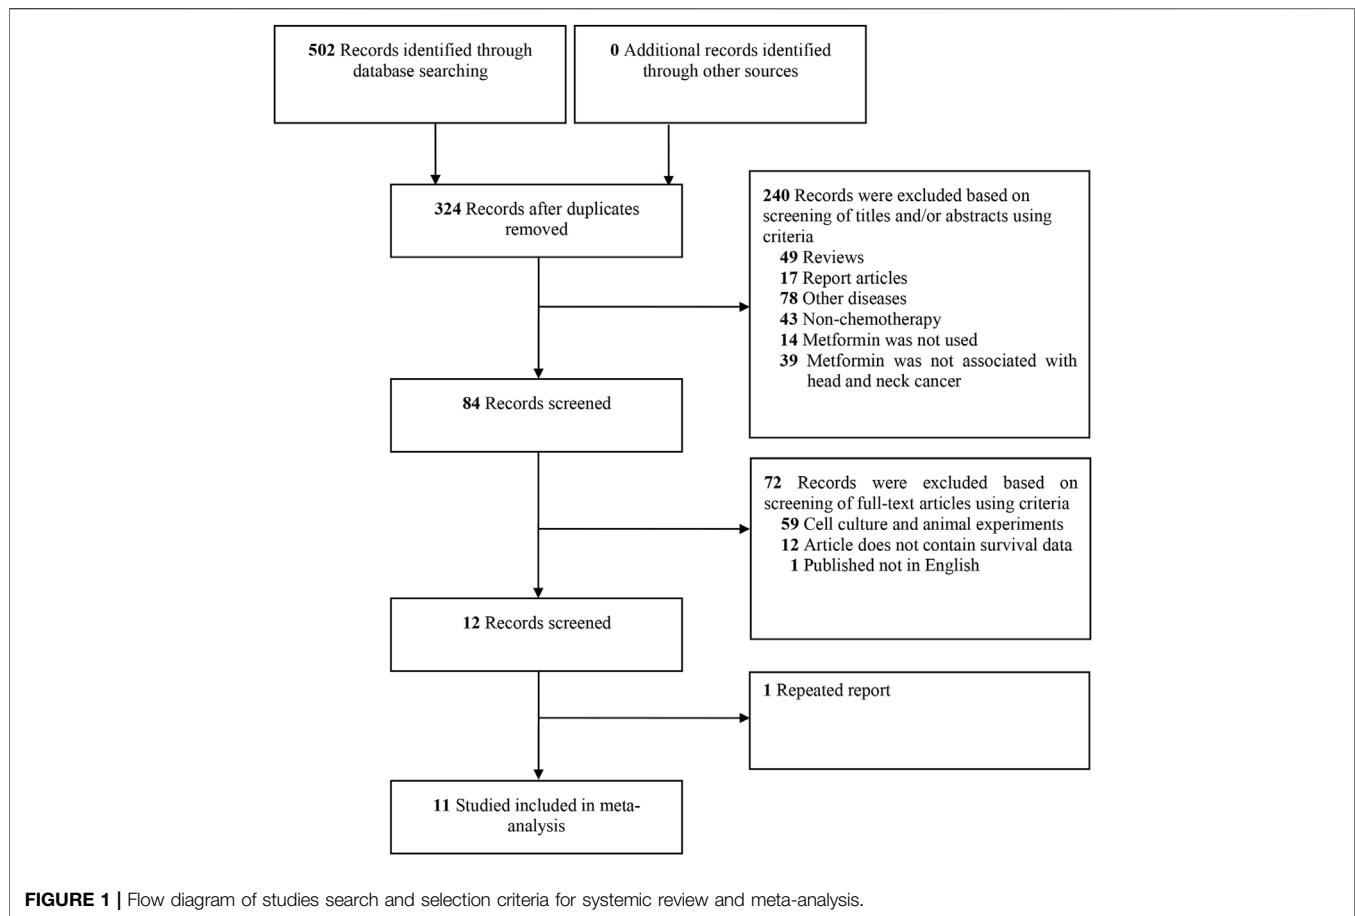 502 Records identified through
database searching
0 Additional records identified
through other sources
324 Records after duplicates
removed
240 Records were excluded based on
screening of titles and/or abstracts using
criteria
49 Reviews
17 Report articles
78 Other diseases
43 Non-chemotherapy
14 Metformin was not used
39 Metformin was not associated with
head and neck cancer
84 Records screened
72 Records were excluded based on
screening of full-text articles using criteria
59 Cell culture and animal experiments
12 Article does not contain survival data
1 Published not in English
12 Records screened
1 Repeated report
11 Studied included in meta-
analysis
FIGURE 1 | Flow diagram of studies search and selection criteria for systemic review and meta-analysis.